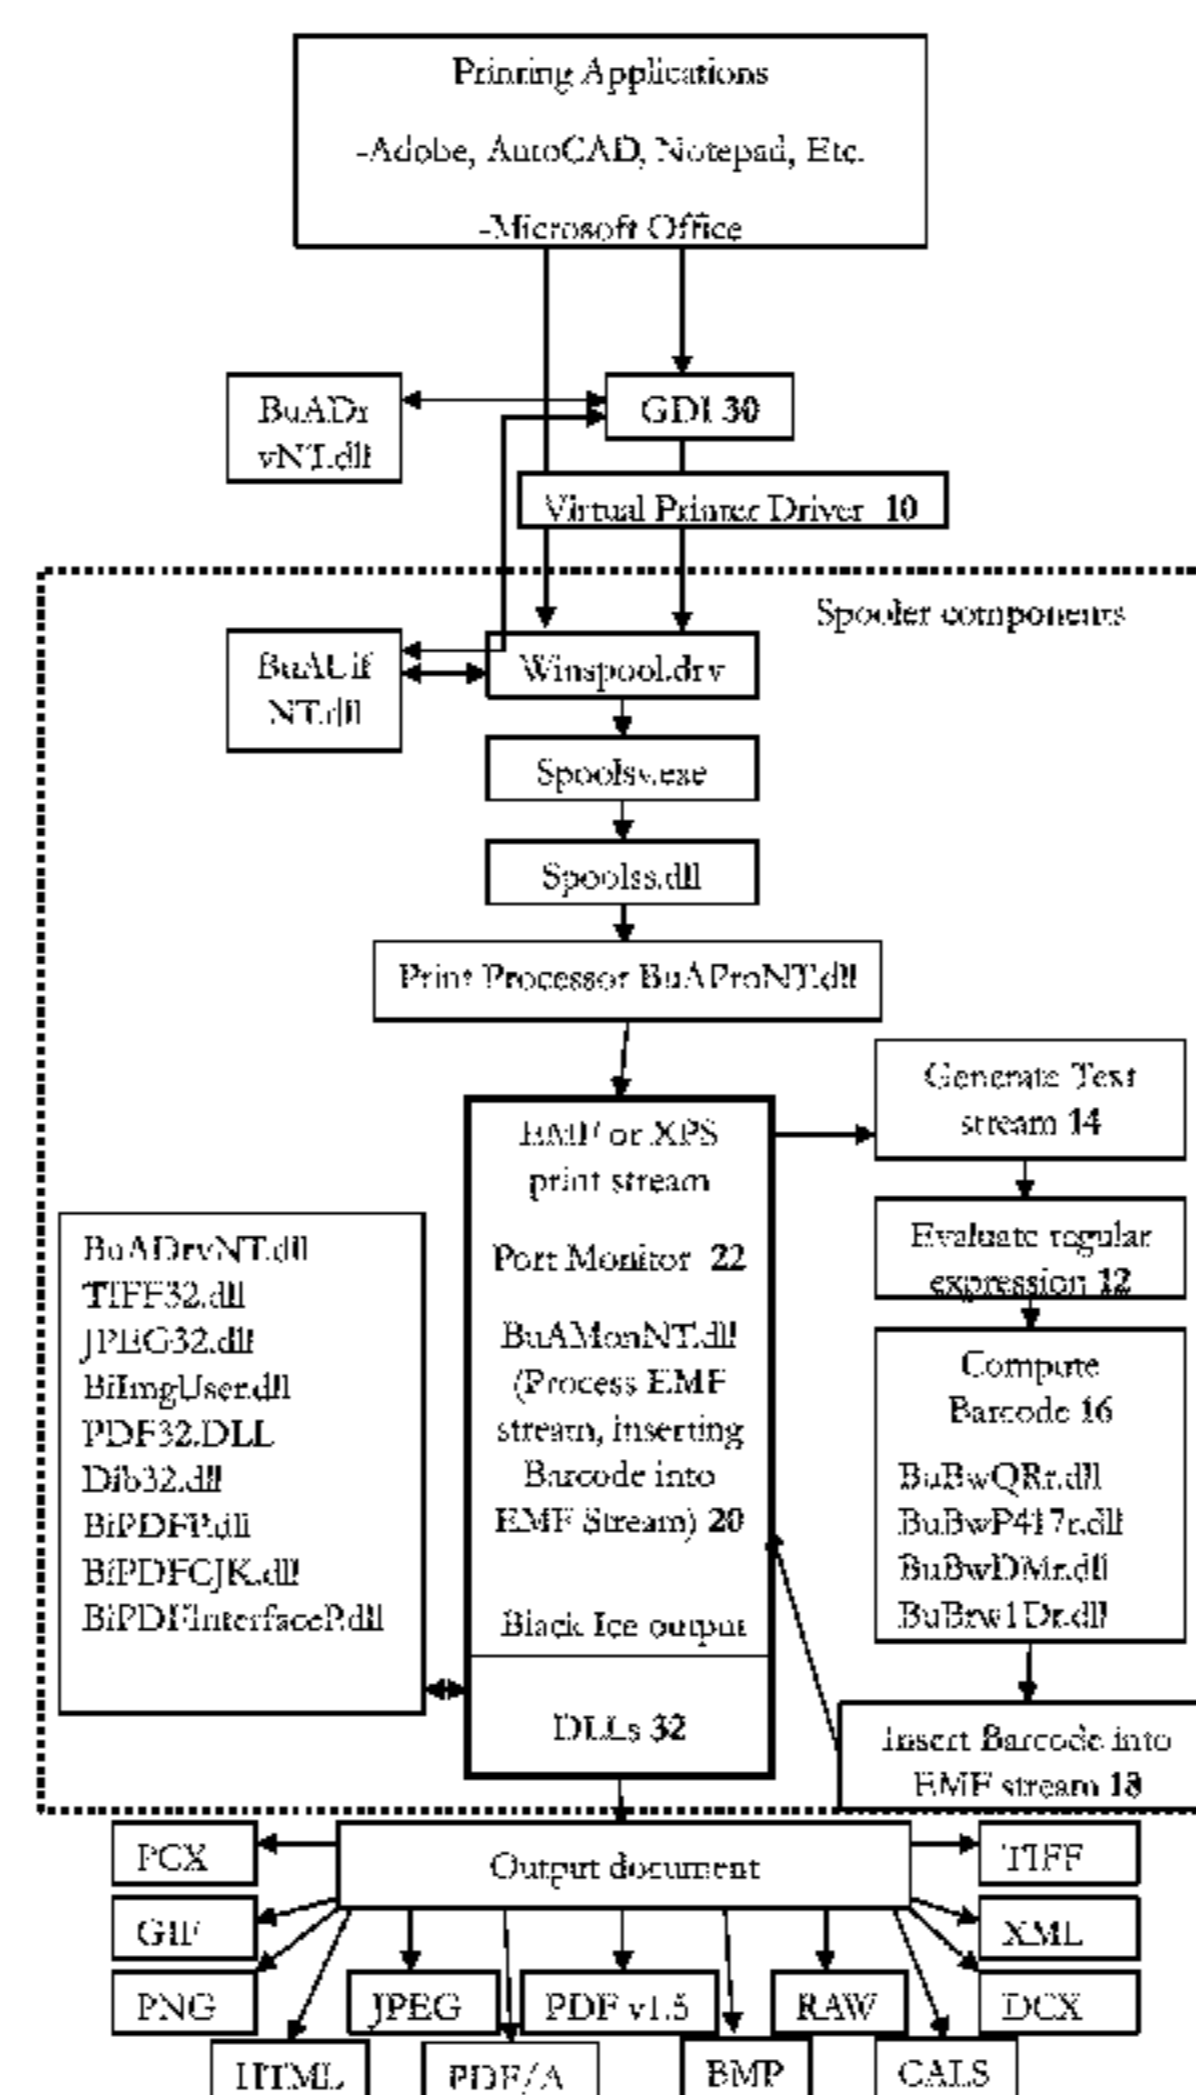 Printing Applications
-Adobe, AutoCAD, Notepad, Etc.
-Microsoft Office
BuADr
vNT.dll
GDI 30
Virtual Printer Driver 10
Spooler components
BuAUif
NT.dll
Winspool.drv
Spoolsv.exe
Spoolss.dll
Print Processor BuAProNT.dll
EMF or XPS
print stream
Port Monitor 22
BuAMonNT.dll
(Process EMF
stream, inserting
Barcode into
EMF Stream) 20
Black Ice output
DLLs 32
Generate Text
stream 14
Evaluate regular
expression 12
Compute
Barcode 16
BuBwQRr.dll
BuBwP417r.dll
BuBwDMr.dll
BuBrw1Dr.dll
Insert Barcode into
EMF stream 18
BuADrvNT.dll
TIFF32.dll
JPEG32.dll
BiImgUser.dll
PDF32.DLL
Dib32.dll
BiPDFP.dll
BiPDFCJK.dll
BiPDFInterfaceP.dll
Output document
PCX
GIF
PNG
HTML
JPEG
PDF/A
PDF v1.5
BMP
RAW
CALS
TIFF
XML
DCX